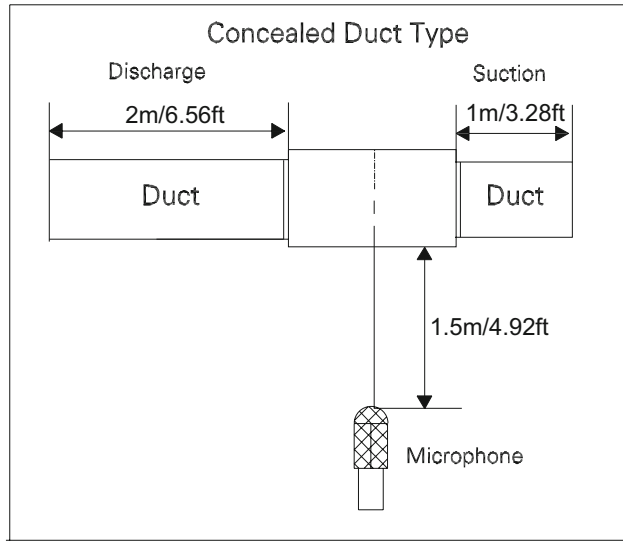 Concealed Duct Type
Discharge
Suction
2m/6.56ft
1m/3.28ft
Duct
Duct
1.5m/4.92ft
Microphone